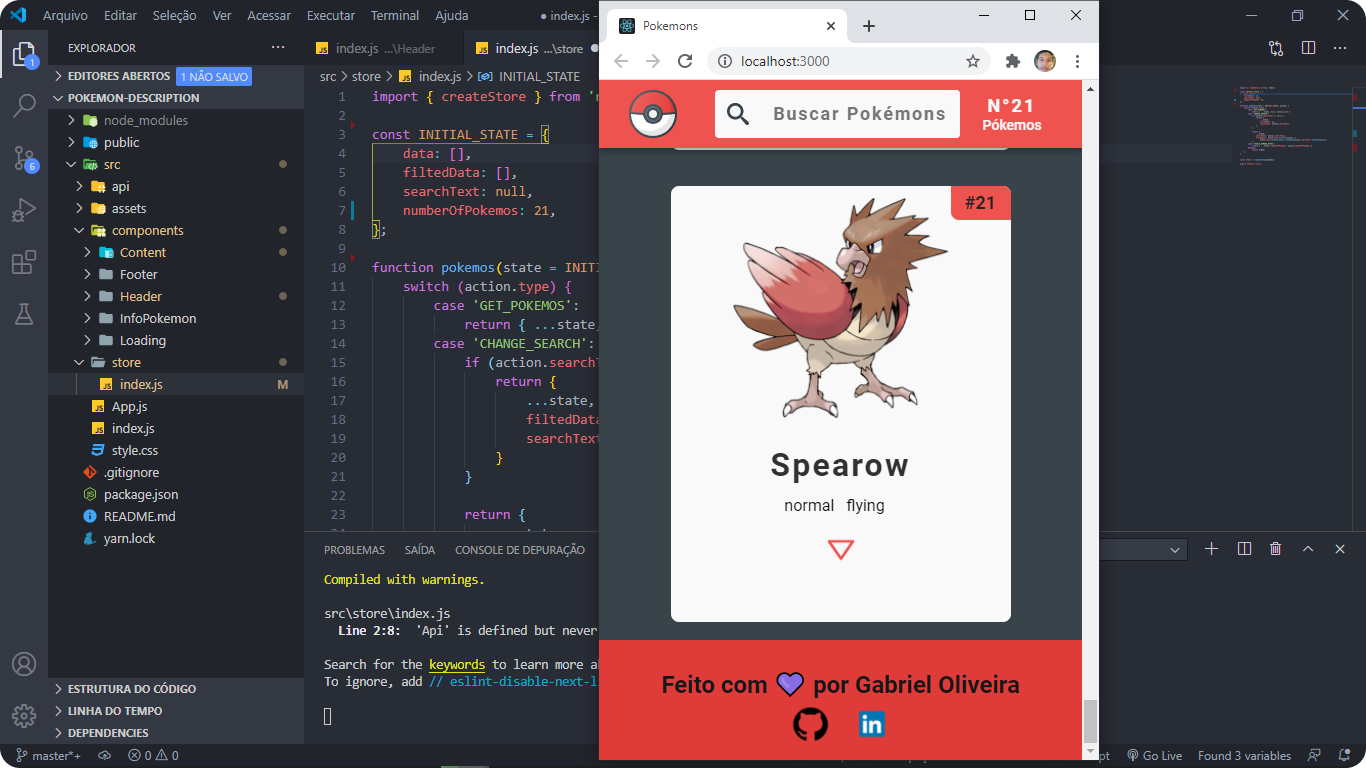 Arquivo Editar Seleção Ver Acessar Executar Terminal Ajuda ● index.js -
EXPLORADOR
EDITORES ABERTOS 1 NÃO SALVO
POKEMON-DESCRIPTION
node_modules
public
src
api
assets
components
Content
Footer
Header
InfoPokemon
Loading
store
index.js M
App.js
index.js
style.css
.gitignore
package.json
README.md
yarn.lock
ESTRUTURA DO CÓDIGO
LINHA DO TEMPO
DEPENDENCIES
1
6
index.js ...\Header index.js ...\store ●
src > store > index.js > INITIAL_STATE
1 import { createStore } from 'r
2
3 const INITIAL_STATE = {
4 data: [],
5 filtedData: [],
6 searchText: null,
7 numberOfPokemos: 21,
8 };
9
10 function pokemos(state = INITI
11 switch (action.type) {
12 case 'GET_POKEMOS':
13 return { ...state,
14 case 'CHANGE_SEARCH':
15 if (action.searchT
16 return {
17 ...state,
18 filtedData
19 searchText
20 }
21 }
22
23 return {
PROBLEMAS SAÍDA CONSOLE DE DEPURAÇÃO
Compiled with warnings.
src\store\index.js
Line 2:8: 'Api' is defined but never
Search for the keywords to learn more a
To ignore, add // eslint-disable-next-li
Pokemons
localhost:3000
Buscar Pokémons
N°21
Pókemos
#21
Spearow
normal flying
Feito com 💜 por Gabriel Oliveira
in
master*+ 0 0
Go Live Found 3 variables